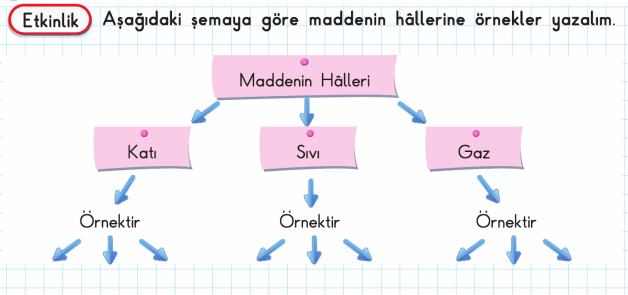 Etkinlik Aşağıdaki şemaya göre maddenin hâllerine örnekler yazalım.
Maddenin Hâlleri
Katı Sıvı Gaz
Örnektir Örnektir Örnektir